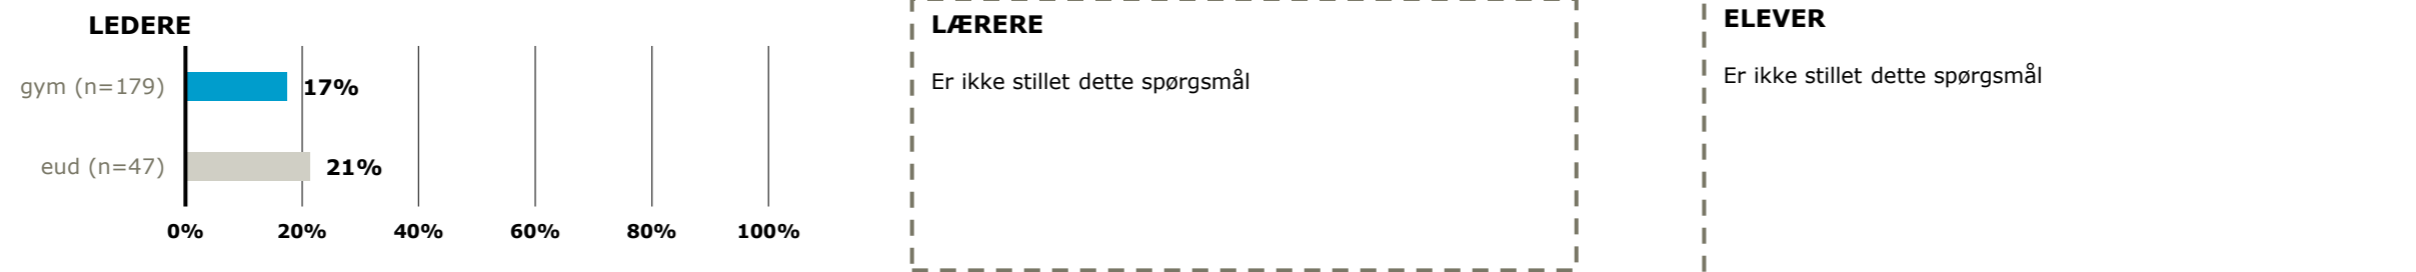 LEDERE
gym (n=179)
17%
eud (n=47)
21%
0% 20% 40% 60% 80% 100%
LÆRERE
Er ikke stillet dette spørgsmål
ELEVER
Er ikke stillet dette spørgsmål